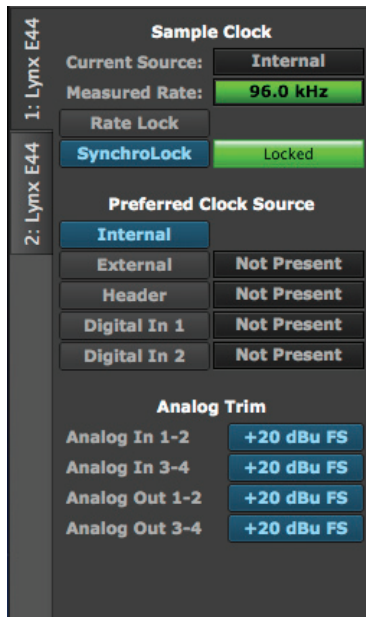 1: Lynx E44
2: Lynx E44
Sample Clock
Current Source: Internal
Measured Rate: 96.0 kHz
Rate Lock
SynchroLock Locked
Preferred Clock Source
Internal
External Not Present
Header Not Present
Digital In 1 Not Present
Digital In 2 Not Present
Analog Trim
Analog In 1-2 +20 dBu FS
Analog In 3-4 +20 dBu FS
Analog Out 1-2 +20 dBu FS
Analog Out 3-4 +20 dBu FS